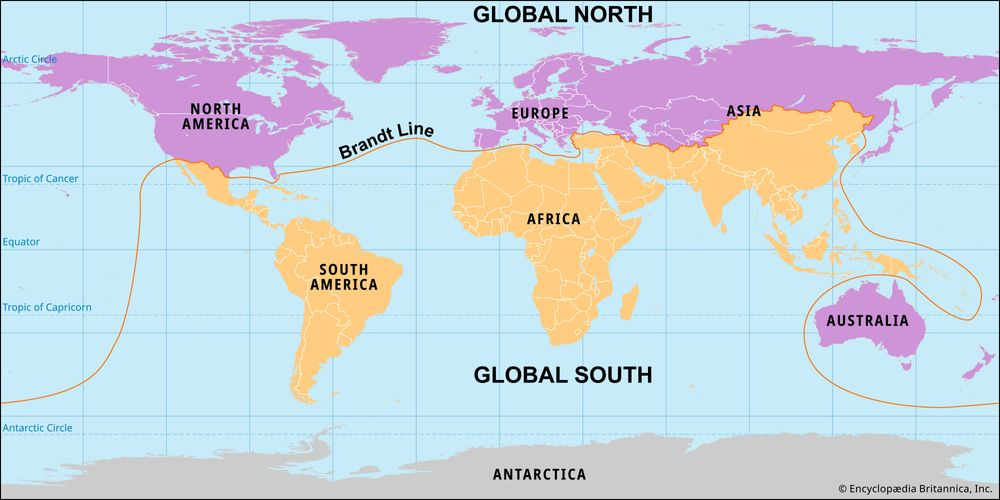 GLOBAL NORTH
Arctic Circle
NORTH
AMERICA
EUROPE
ASIA
Brandt Line
Tropic of Cancer
AFRICA
Equator
SOUTH
AMERICA
Tropic of Capricorn
AUSTRALIA
GLOBAL SOUTH
Antarctic Circle
ANTARCTICA
© Encyclopædia Britannica, Inc.